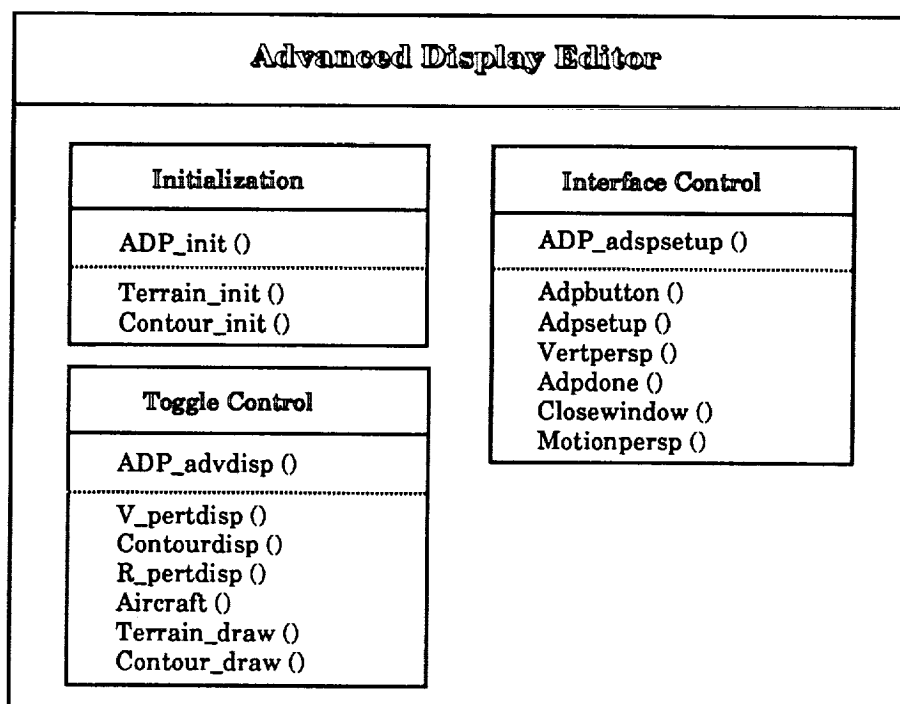 Advanced Display Editor
Initialization
ADP_init ()
Terrain_init ()
Contour_init ()
Toggle Control
ADP_advdisp ()
V_pertdisp ()
Contourdisp ()
R_pertdisp ()
Aircraft ()
Terrain_draw ()
Contour_draw ()
Interface Control
ADP_adspsetup ()
Adpbutton ()
Adpsetup ()
Vertpersp ()
Adpdone ()
Closewindow ()
Motionpersp ()